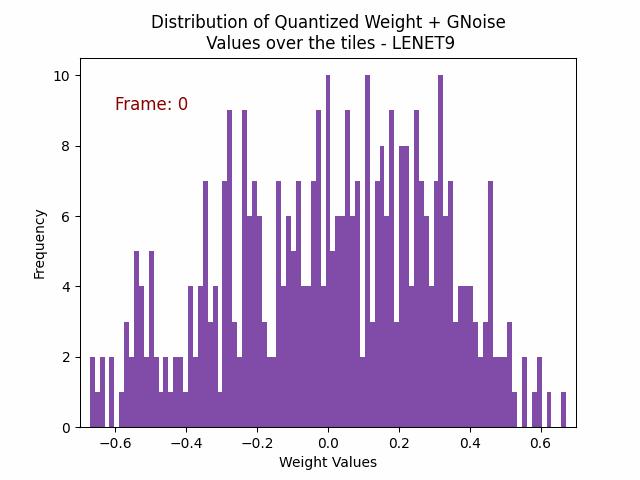 Distribution of Quantized Weight + GNoise
Values over the tiles - LENET9
Frame: 0
10
8
6
4
2
0
Frequency
−0.6 −0.4 −0.2 0.0 0.2 0.4 0.6
Weight Values